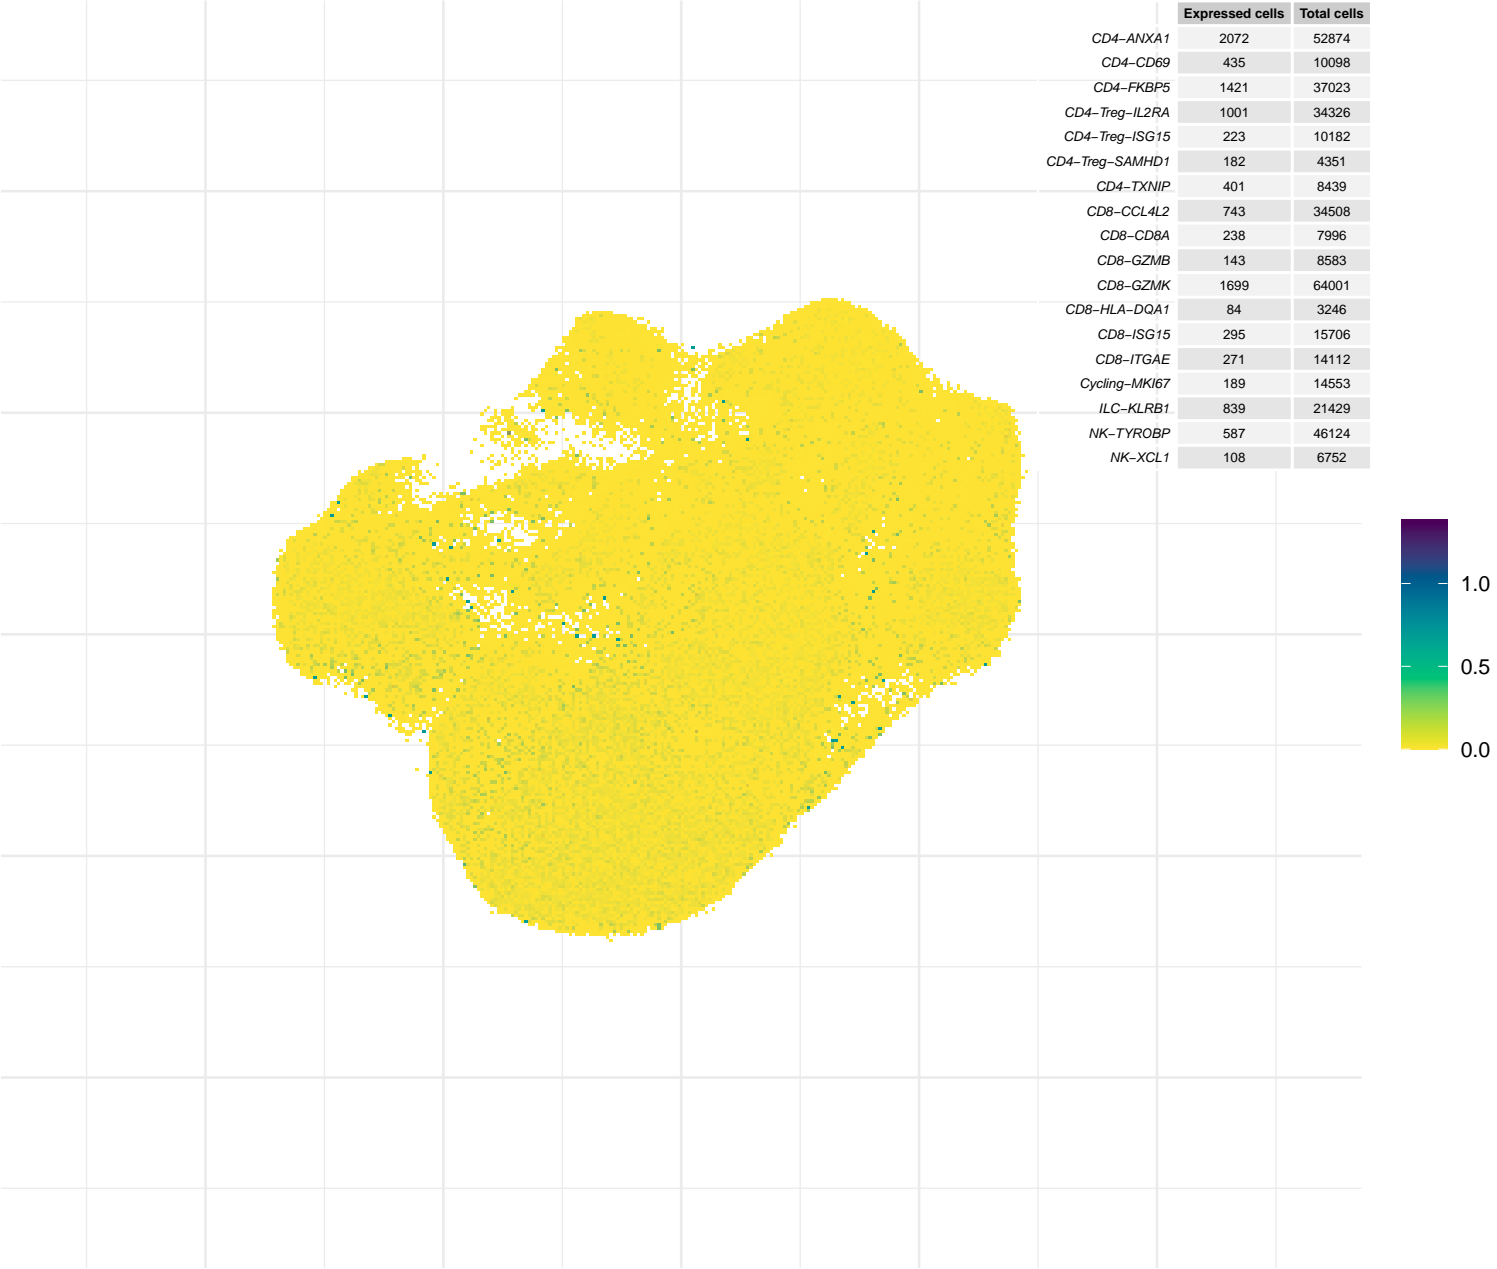 Expressed cells Total cells
CD4−ANXA1 2072 52874
CD4−CD69 435 10098
CD4−FKBP5 1421 37023
CD4−Treg−IL2RA 1001 34326
CD4−Treg−ISG15 223 10182
CD4−Treg−SAMHD1 182 4351
CD4−TXNIP 401 8439
CD8−CCL4L2 743 34508
CD8−CD8A 238 7996
CD8−GZMB 143 8583
CD8−GZMK 1699 64001
CD8−HLA−DQA1 84 3246
CD8−ISG15 295 15706
CD8−ITGAE 271 14112
Cycling−MKI67 189 14553
ILC−KLRB1 839 21429
NK−TYROBP 587 46124
NK−XCL1 108 6752
1.0
0.5
0.0